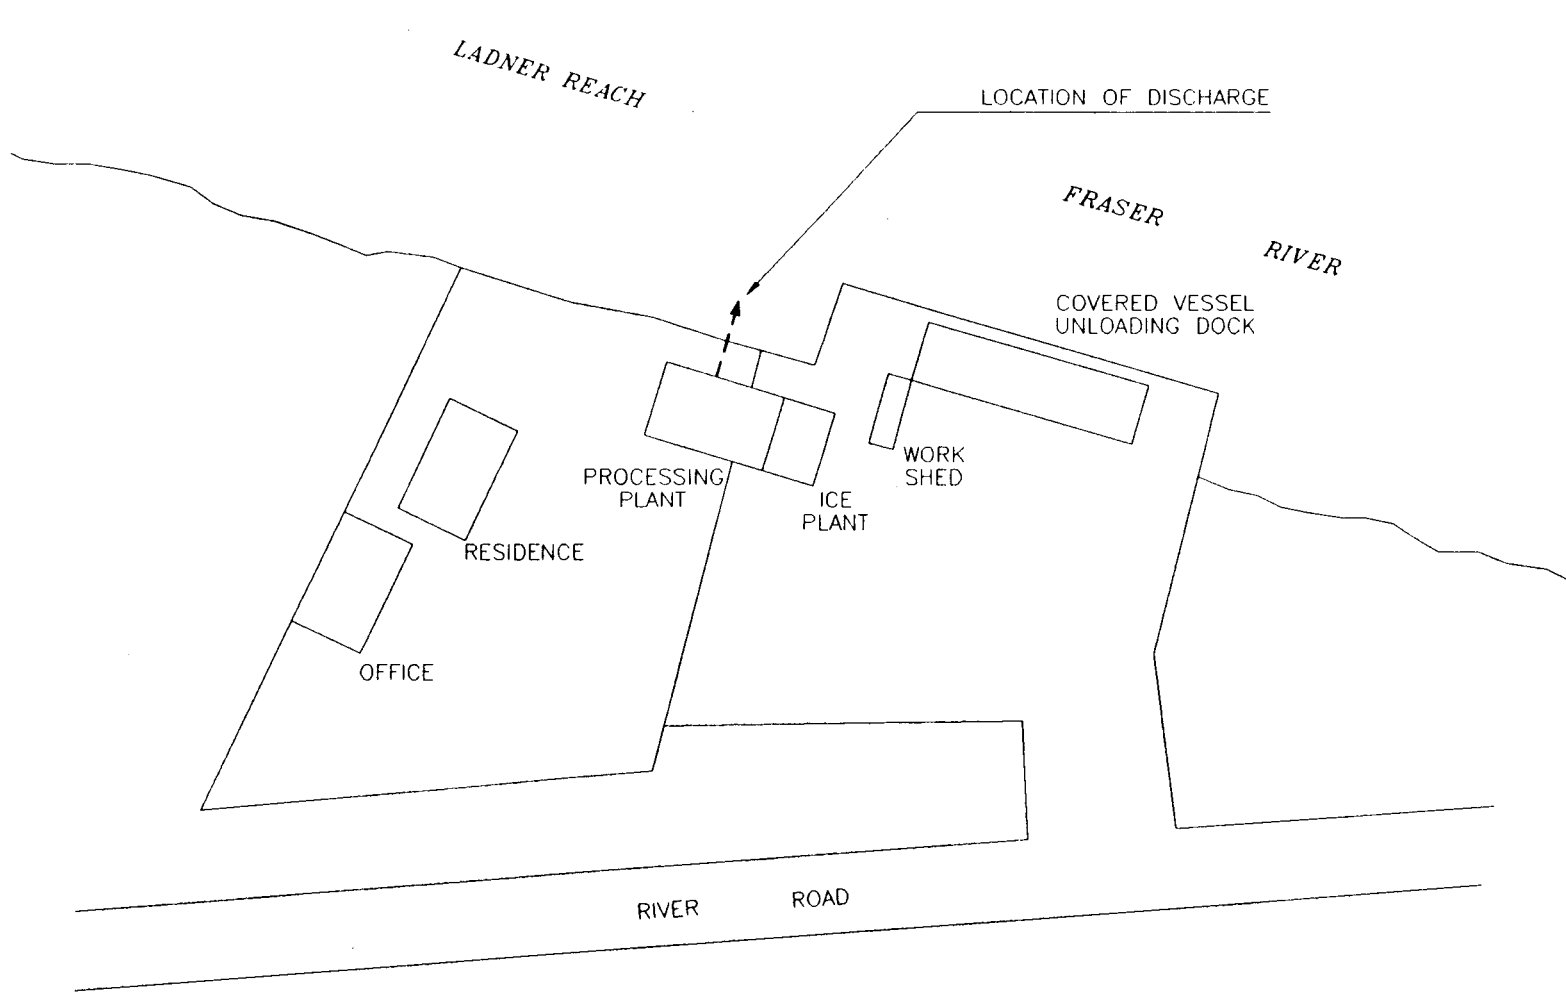 LADNER REACH
LOCATION OF DISCHARGE
FRASER
RIVER
COVERED VESSEL
UNLOADING DOCK
WORK
SHED
PROCESSING
PLANT
ICE
PLANT
RESIDENCE
OFFICE
RIVER ROAD